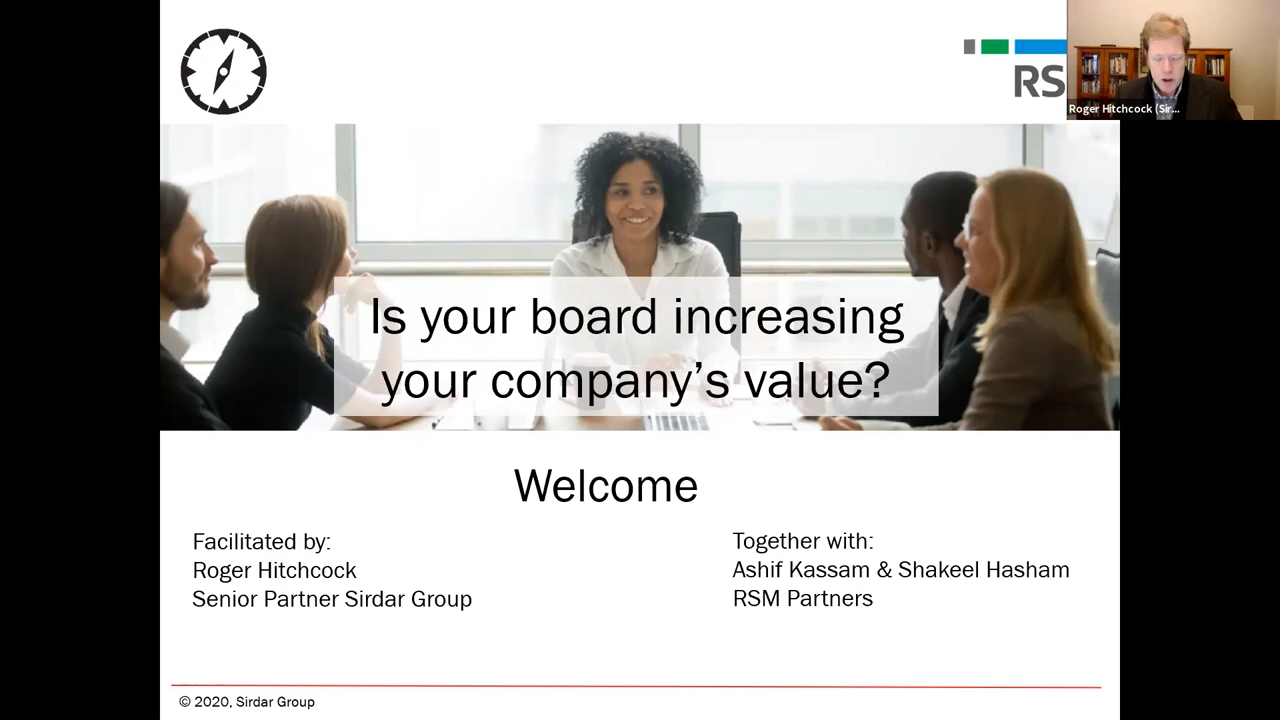 RS
Roger Hitchcock (Sir...
Is your board increasing
your company's value?
Welcome
Facilitated by:
Roger Hitchcock
Senior Partner Sirdar Group
Together with:
Ashif Kassam & Shakeel Hasham
RSM Partners
© 2020, Sirdar Group